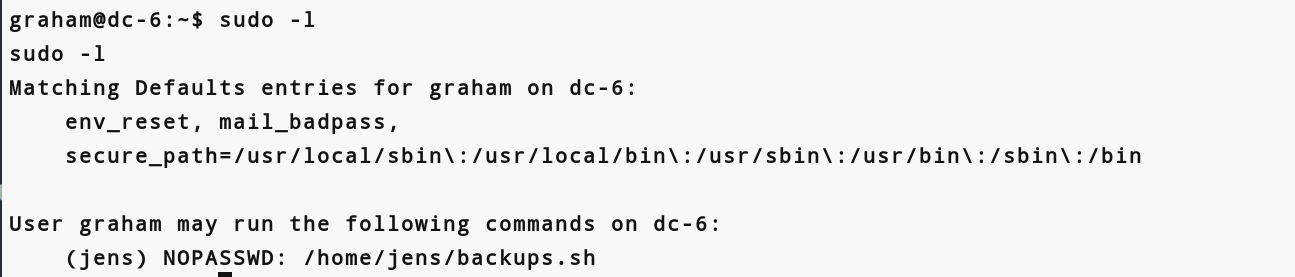 graham@dc-6:~$ sudo -l
sudo -l
Matching Defaults entries for graham on dc-6:
    env_reset, mail_badpass,
    secure_path=/usr/local/sbin\:/usr/local/bin\:/usr/sbin\:/usr/bin\:/sbin\:/bin

User graham may run the following commands on dc-6:
    (jens) NOPASSWD: /home/jens/backups.sh